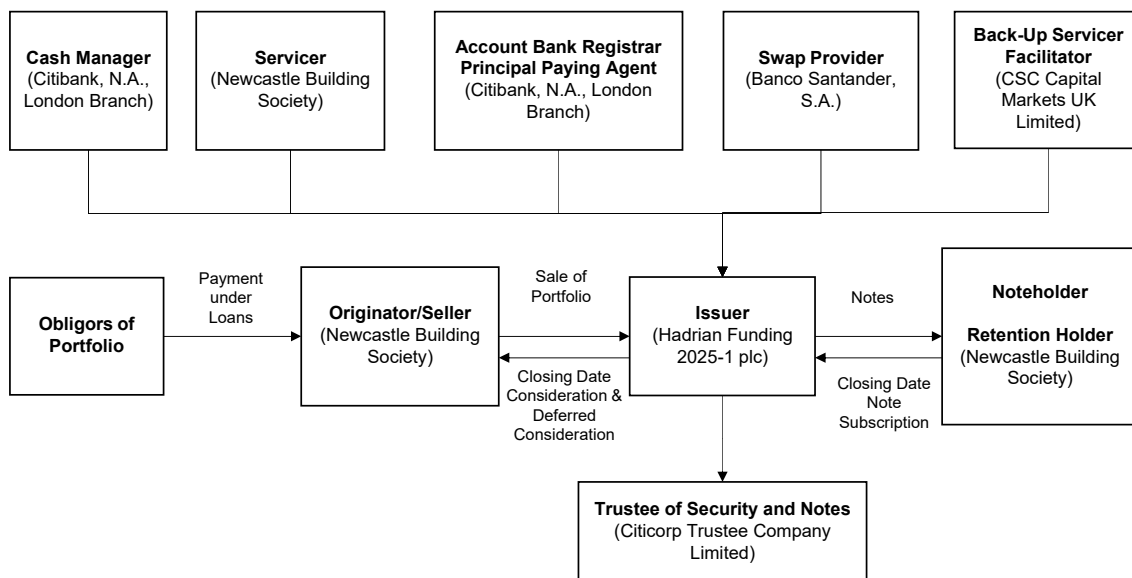 Cash Manager
(Citibank, N.A.,
London Branch)
Servicer
(Newcastle Building
Society)
Account Bank Registrar
Principal Paying Agent
(Citibank, N.A., London
Branch)
Swap Provider
(Banco Santander,
S.A.)
Back-Up Servicer
Facilitator
(CSC Capital
Markets UK
Limited)
Obligors of
Portfolio
Payment
under
Loans
Originator/Seller
(Newcastle Building
Society)
Sale of
Portfolio
Closing Date
Consideration &
Deferred
Consideration
Issuer
(Hadrian Funding
2025-1 plc)
Notes
Closing Date
Note
Subscription
Noteholder
Retention Holder
(Newcastle Building
Society)
Trustee of Security and Notes
(Citicorp Trustee Company
Limited)